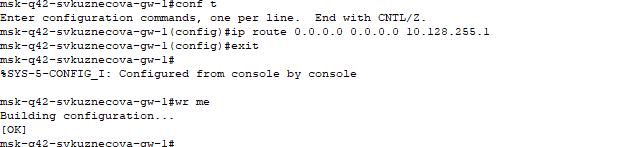 msk-q42-svkuznecova-gw-1#conf t
Enter configuration commands, one per line.  End with CNTL/Z.
msk-q42-svkuznecova-gw-1(config)#ip route 0.0.0.0 0.0.0.0 10.128.255.1
msk-q42-svkuznecova-gw-1(config)#exit
msk-q42-svkuznecova-gw-1#
%SYS-5-CONFIG_I: Configured from console by console
msk-q42-svkuznecova-gw-1#wr me
Building configuration...
[OK]
msk-q42-svkuznecova-gw-1#